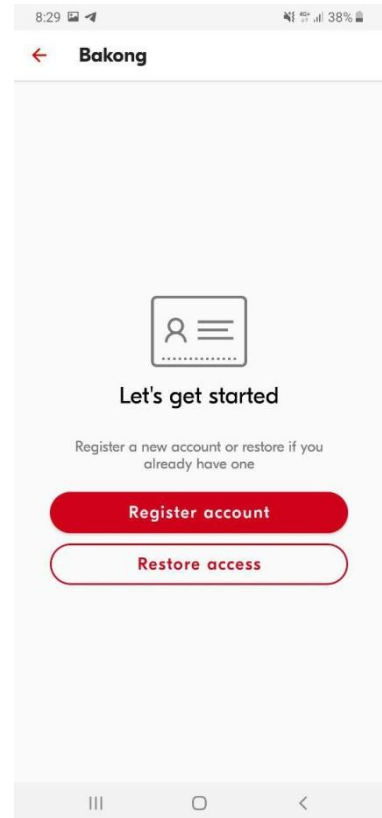 8:29 38%
Bakong
Let's get started
Register a new account or restore if you
already have one
Register account
Restore access